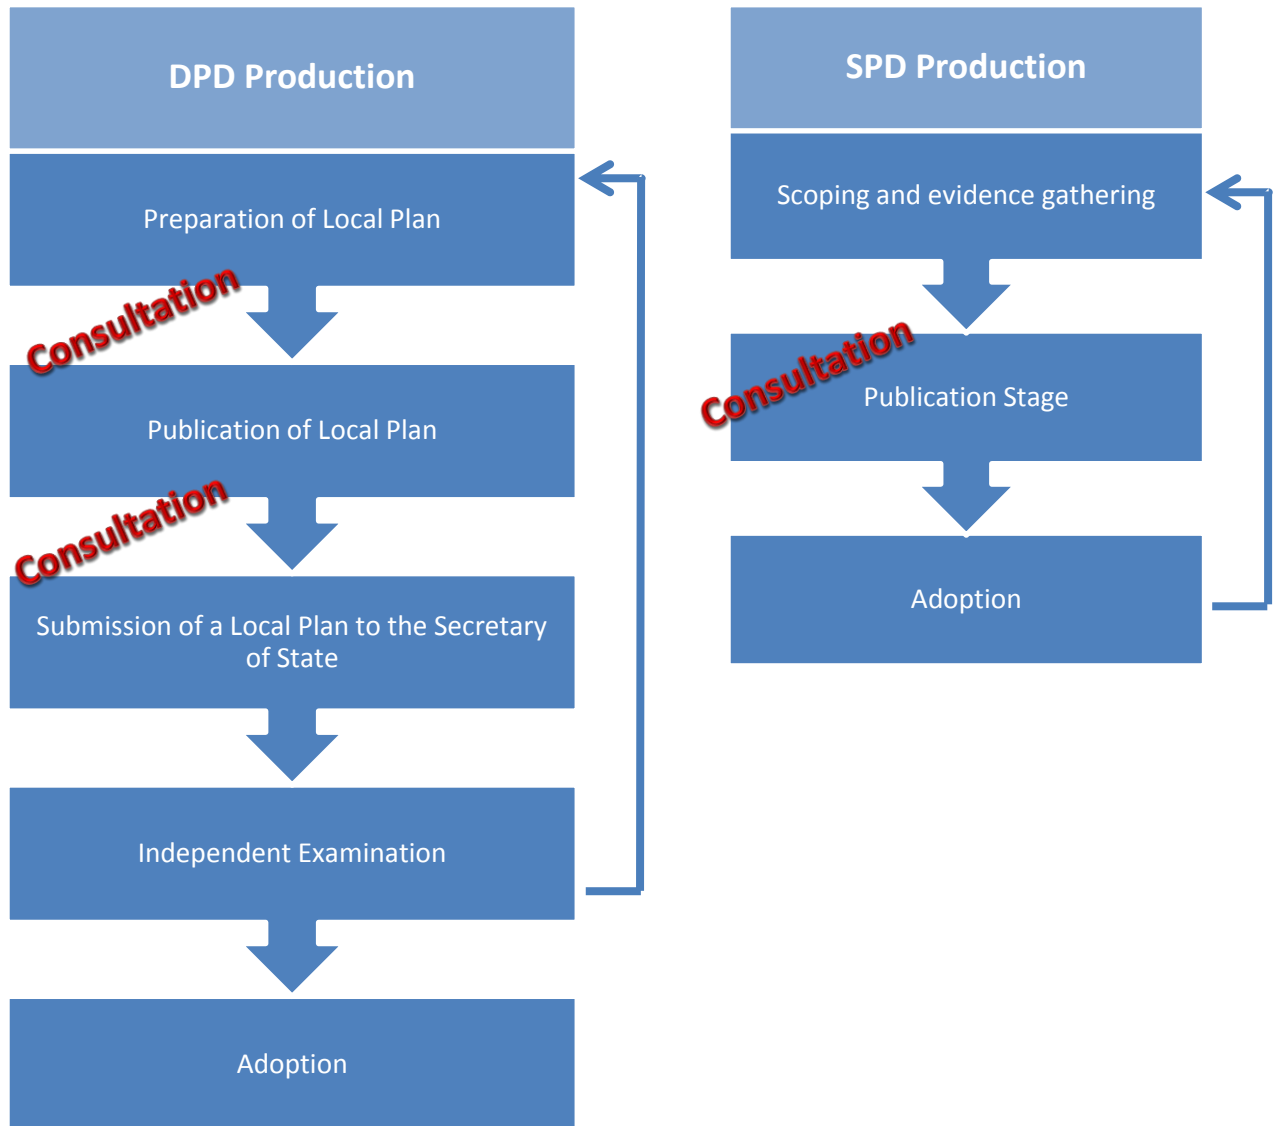 DPD Production
Preparation of Local Plan
Consultation
Publication of Local Plan
Consultation
Submission of a Local Plan to the Secretary
of State
Independent Examination
Adoption
SPD Production
Scoping and evidence gathering
Consultation
Publication Stage
Adoption